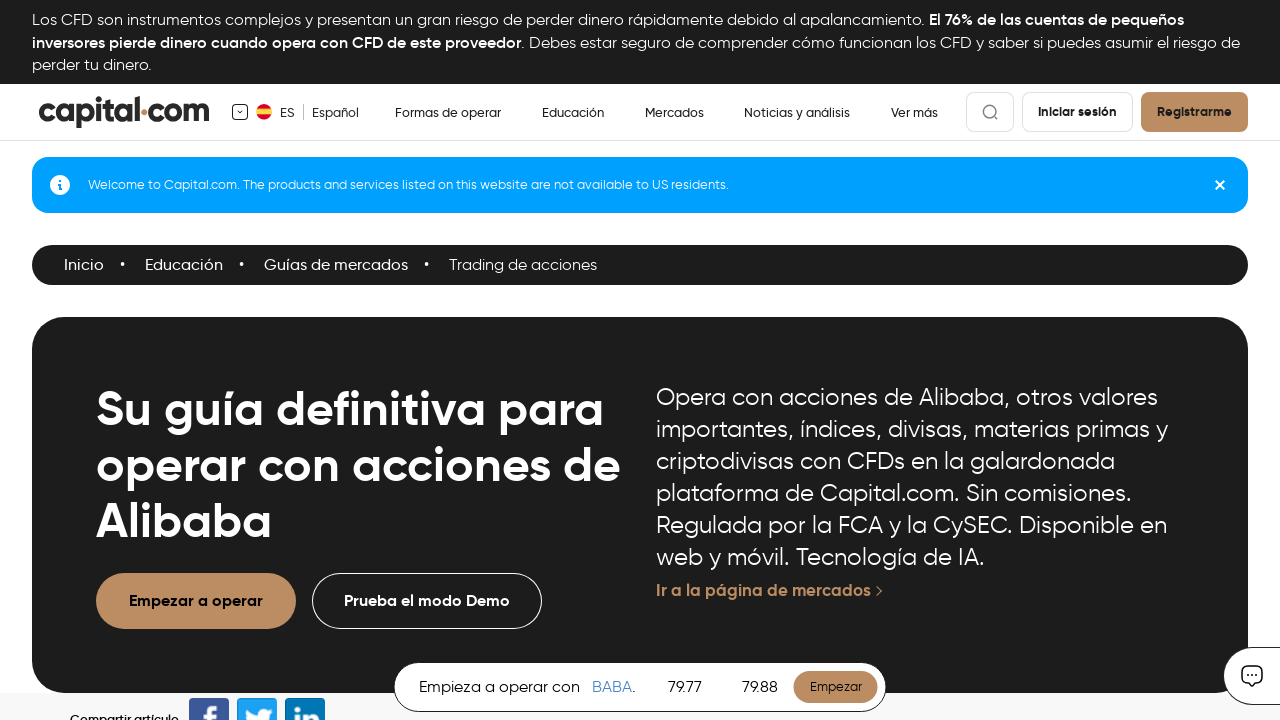 Los CFD son instrumentos complejos y presentan un gran riesgo de perder dinero rápidamente debido al apalancamiento. El 76% de las cuentas de pequeños
inversores pierde dinero cuando opera con CFD de este proveedor. Debes estar seguro de comprender cómo funcionan los CFD y saber si puedes asumir el riesgo de
perder tu dinero.
capital.com ES Español Formas de operar Educación Mercados Noticias y análisis Ver más Iniciar sesión Registrarme
Welcome to Capital.com. The products and services listed on this website are not available to US residents.
Inicio • Educación • Guías de mercados • Trading de acciones
Su guía definitiva para
operar con acciones de
Alibaba
Empezar a operar Prueba el modo Demo
Opera con acciones de Alibaba, otros valores
importantes, índices, divisas, materias primas y
criptodivisas con CFDs en la galardonada
plataforma de Capital.com. Sin comisiones.
Regulada por la FCA y la CySEC. Disponible en
web y móvil. Tecnología de IA.
Ir a la página de mercados
Empieza a operar con BABA. 79.77 79.88 Empezar
Compartir artículo